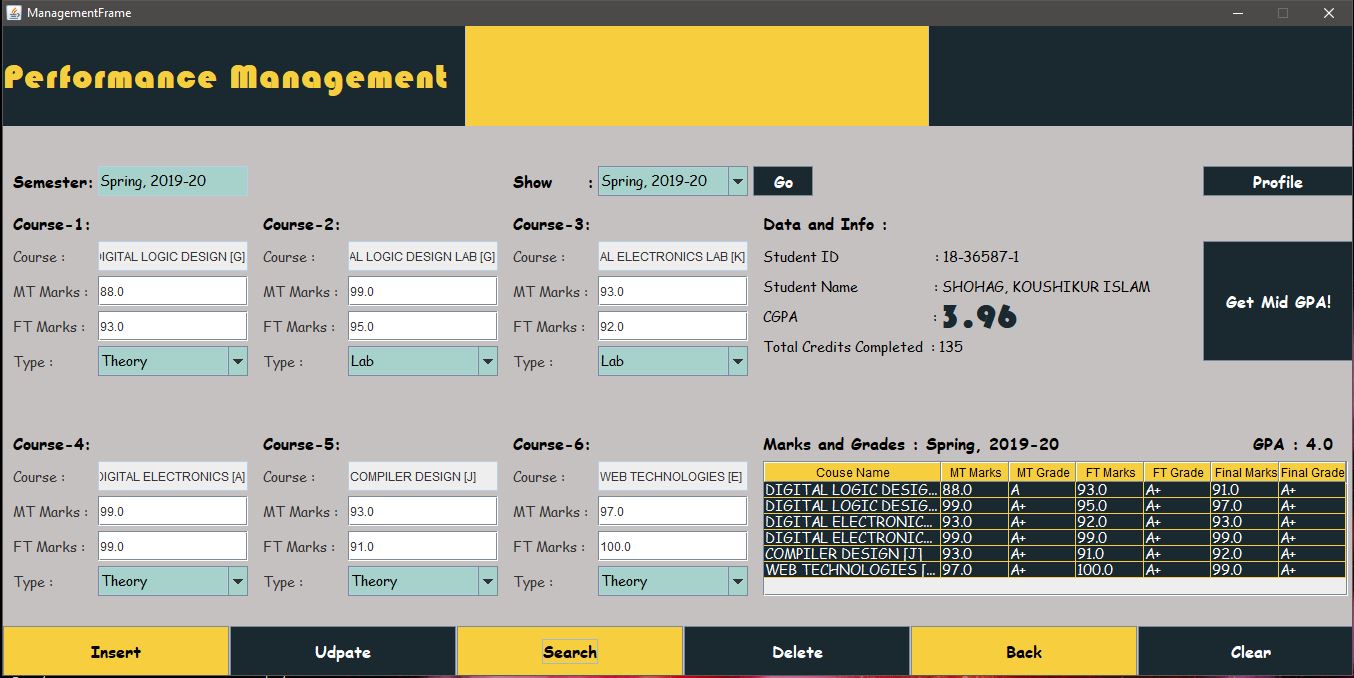 ManagementFrame
Performance Management
Semester: Spring, 2019-20 Show : Spring, 2019-20 Go Profile
Course-1: Course-2: Course-3: Data and Info :
Course : DIGITAL LOGIC DESIGN [G] Course : AL LOGIC DESIGN LAB [G] Course : AL ELECTRONICS LAB [K] Student ID : 18-36587-1
MT Marks : 88.0 MT Marks : 99.0 MT Marks : 93.0 Student Name : SHOHAG, KOUSHIKUR ISLAM Get Mid GPA!
FT Marks : 93.0 FT Marks : 95.0 FT Marks : 92.0 CGPA : 3.96
Type : Theory Type : Lab Type : Lab Total Credits Completed : 135
Course-4: Course-5: Course-6: Marks and Grades : Spring, 2019-20 GPA : 4.0
Course : DIGITAL ELECTRONICS [A] Course : COMPILER DESIGN [J] Course : WEB TECHNOLOGIES [E]
MT Marks : 99.0 MT Marks : 93.0 MT Marks : 97.0
FT Marks : 99.0 FT Marks : 91.0 FT Marks : 100.0
Type : Theory Type : Theory Type : Theory
Couse Name MT Marks MT Grade FT Marks FT Grade Final Marks Final Grade
DIGITAL LOGIC DESIG... 88.0 A 93.0 A+ 91.0 A+
DIGITAL LOGIC DESIG... 99.0 A+ 95.0 A+ 97.0 A+
DIGITAL ELECTRONIC... 93.0 A+ 92.0 A+ 93.0 A+
DIGITAL ELECTRONIC... 99.0 A+ 99.0 A+ 99.0 A+
COMPILER DESIGN [J] 93.0 A+ 91.0 A+ 92.0 A+
WEB TECHNOLOGIES [... 97.0 A+ 100.0 A+ 99.0 A+
Insert Udpate Search Delete Back Clear